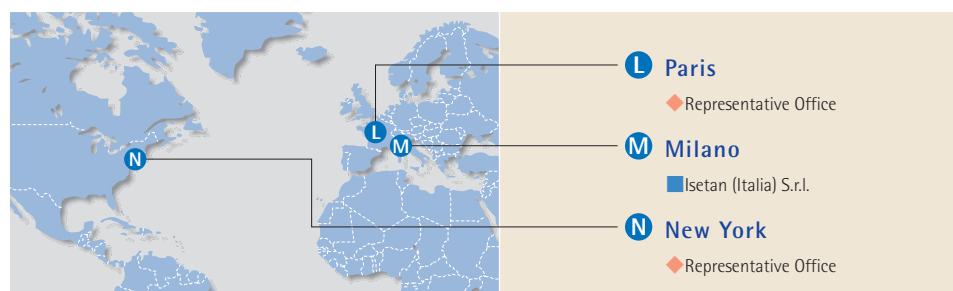 L Paris
Representative Office
M Milano
Isetan (Italia) S.r.l.
N New York
Representative Office
L
M
N